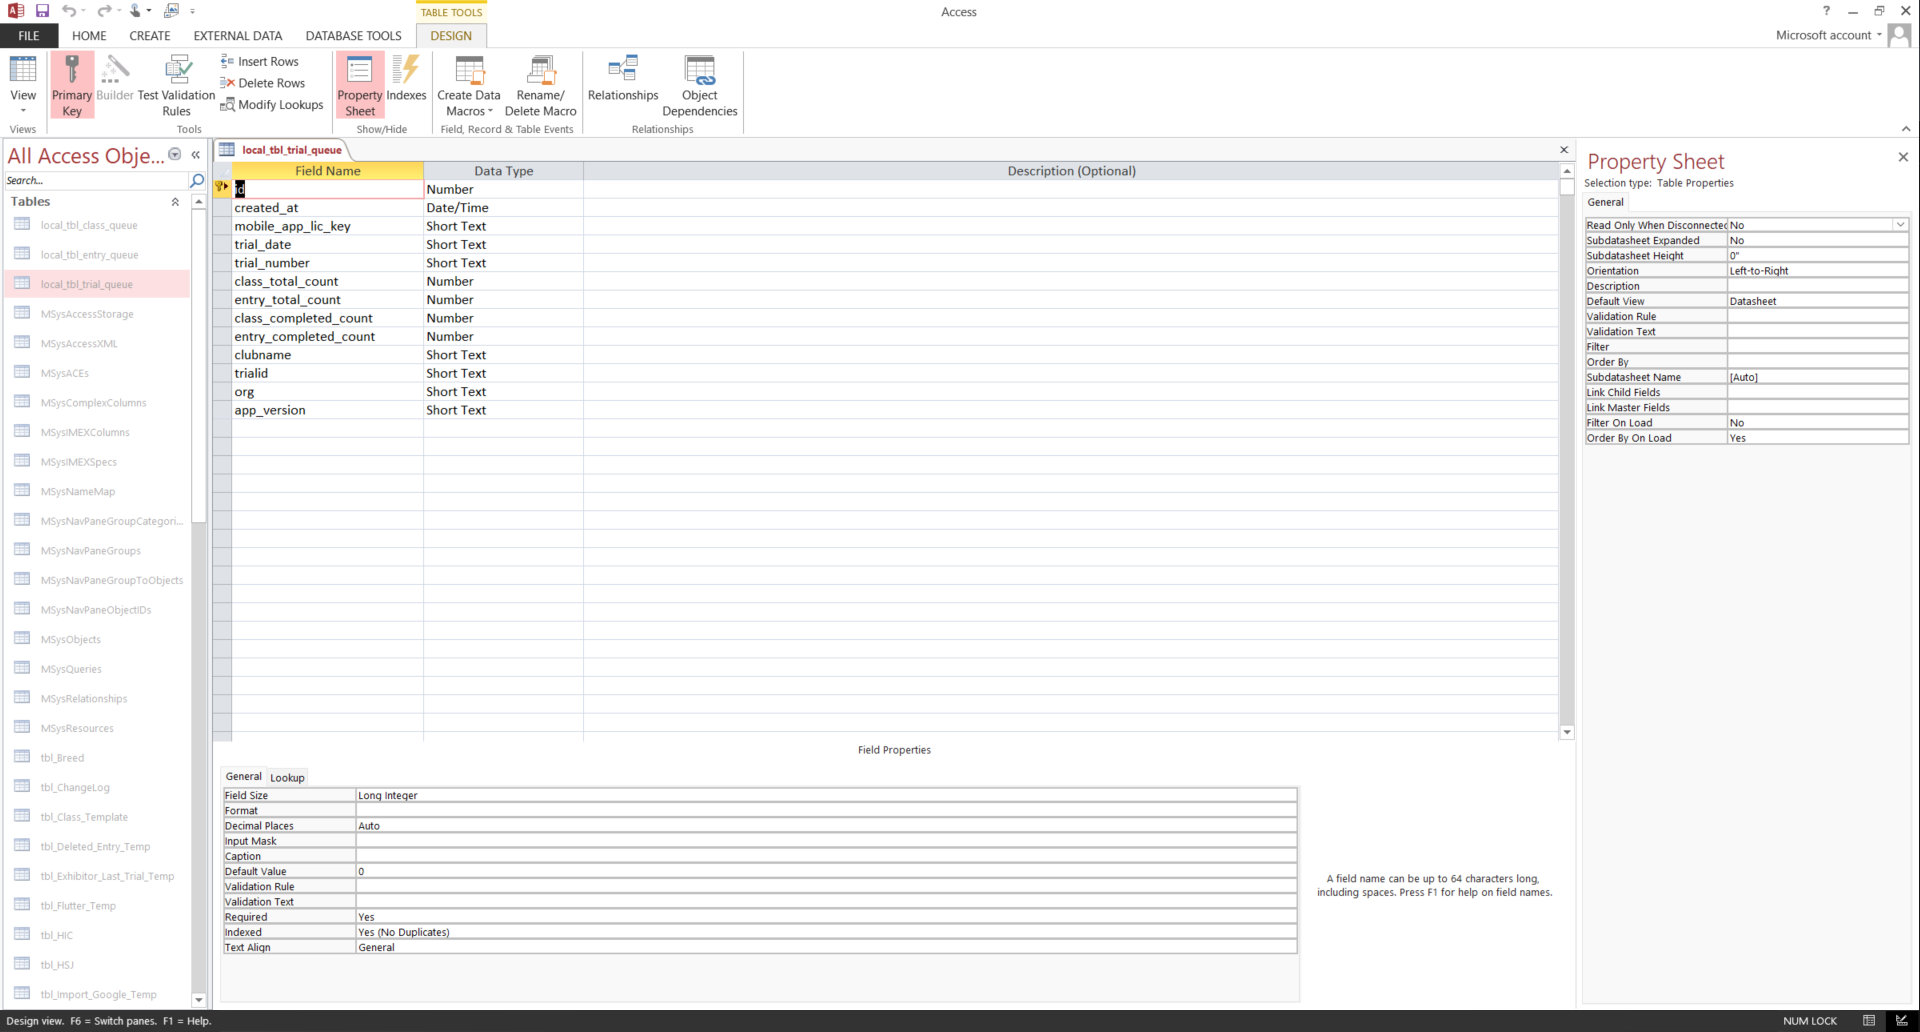 TABLE TOOLS
Access
?
FILE
HOME
CREATE
EXTERNAL DATA
DATABASE TOOLS
DESIGN
Microsoft account
View
Primary Key
Builder
Test Validation Rules
Insert Rows
Delete Rows
Modify Lookups
Property Sheet
Indexes
Create Data Macros
Rename/ Delete Macro
Relationships
Object Dependencies
Views
Tools
Show/Hide
Field, Record & Table Events
Relationships
All Access Obje...
Search...
Tables
local_tbl_class_queue
local_tbl_entry_queue
local_tbl_trial_queue
MSysAccessStorage
MSysAccessXML
MSysACEs
MSysComplexColumns
MSysIMEXColumns
MSysIMEXSpecs
MSysNameMap
MSysNavPaneGroupCategori...
MSysNavPaneGroups
MSysNavPaneGroupToObjects
MSysNavPaneObjectIDs
MSysObjects
MSysQueries
MSysRelationships
MSysResources
tbl_Breed
tbl_ChangeLog
tbl_Class_Template
tbl_Deleted_Entry_Temp
tbl_Exhibitor_Last_Trial_Temp
tbl_Flutter_Temp
tbl_HIC
tbl_HSJ
tbl_Import_Google_Temp
local_tbl_trial_queue
Field Name Data Type Description (Optional)
id Number
created_at Date/Time
mobile_app_lic_key Short Text
trial_date Short Text
trial_number Short Text
class_total_count Number
entry_total_count Number
class_completed_count Number
entry_completed_count Number
clubname Short Text
trialid Short Text
org Short Text
app_version Short Text
Field Properties
General Lookup
Field Size Long Integer
Format
Decimal Places Auto
Input Mask
Caption
Default Value 0
Validation Rule
Validation Text
Required Yes
Indexed Yes (No Duplicates)
Text Align General
A field name can be up to 64 characters long,
including spaces. Press F1 for help on field names.
Property Sheet
Selection type: Table Properties
General
Read Only When Disconnected No
Subdatasheet Expanded No
Subdatasheet Height 0"
Orientation Left-to-Right
Description
Default View Datasheet
Validation Rule
Validation Text
Filter
Order By
Subdatasheet Name [Auto]
Link Child Fields
Link Master Fields
Filter On Load No
Order By On Load Yes
Design view. F6 = Switch panes. F1 = Help.
NUM LOCK